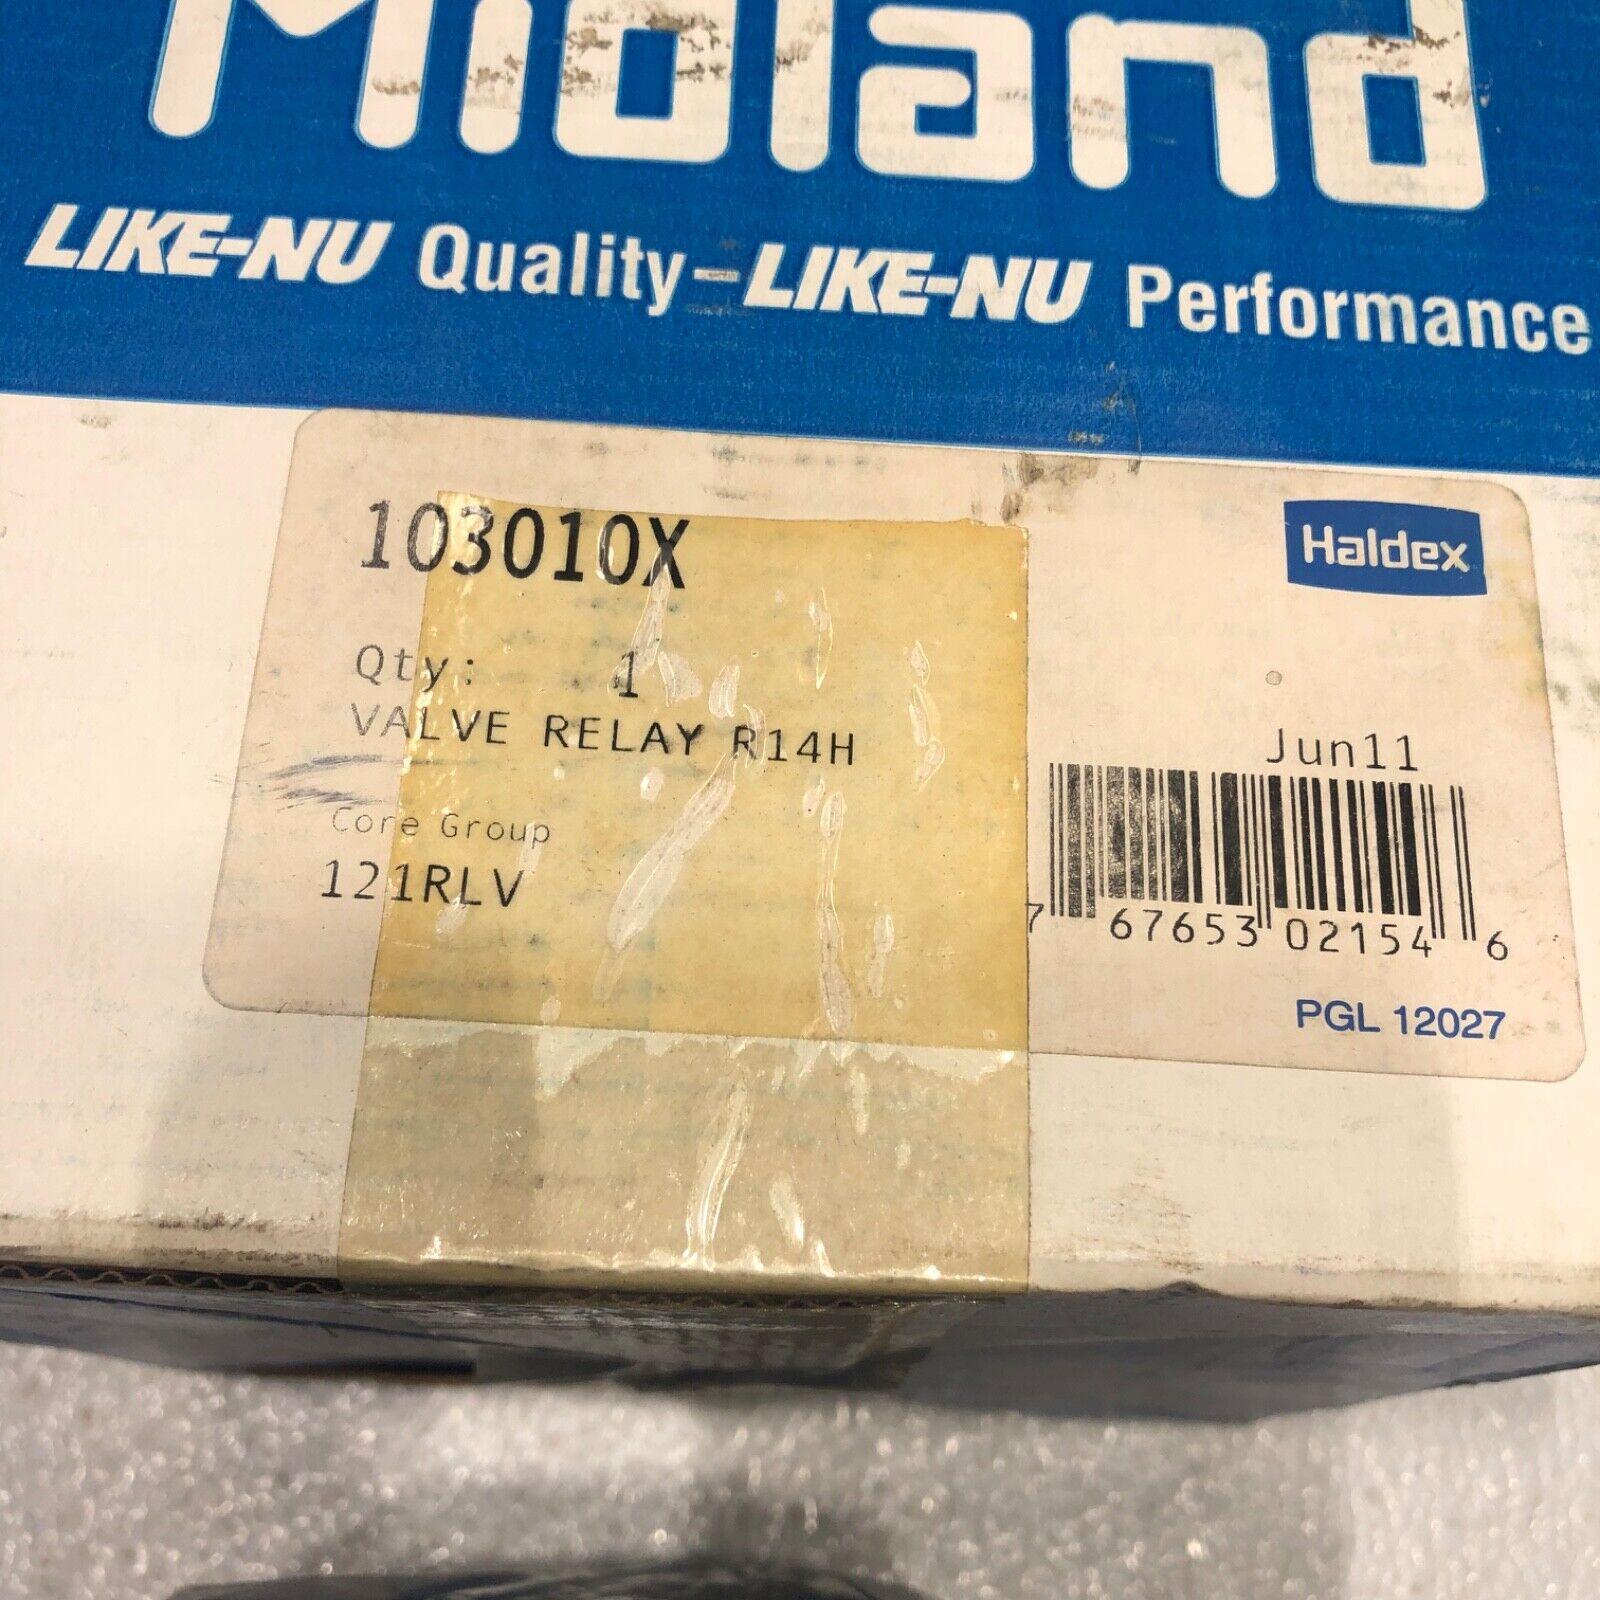 Midland
LIKE-NU Quality-LIKE-NU Performance
103010X
Haldex
Qty: 1
VALVE RELAY R14H
Jun11
Core Group
121RLV
7 67653 02154 6
PGL 12027